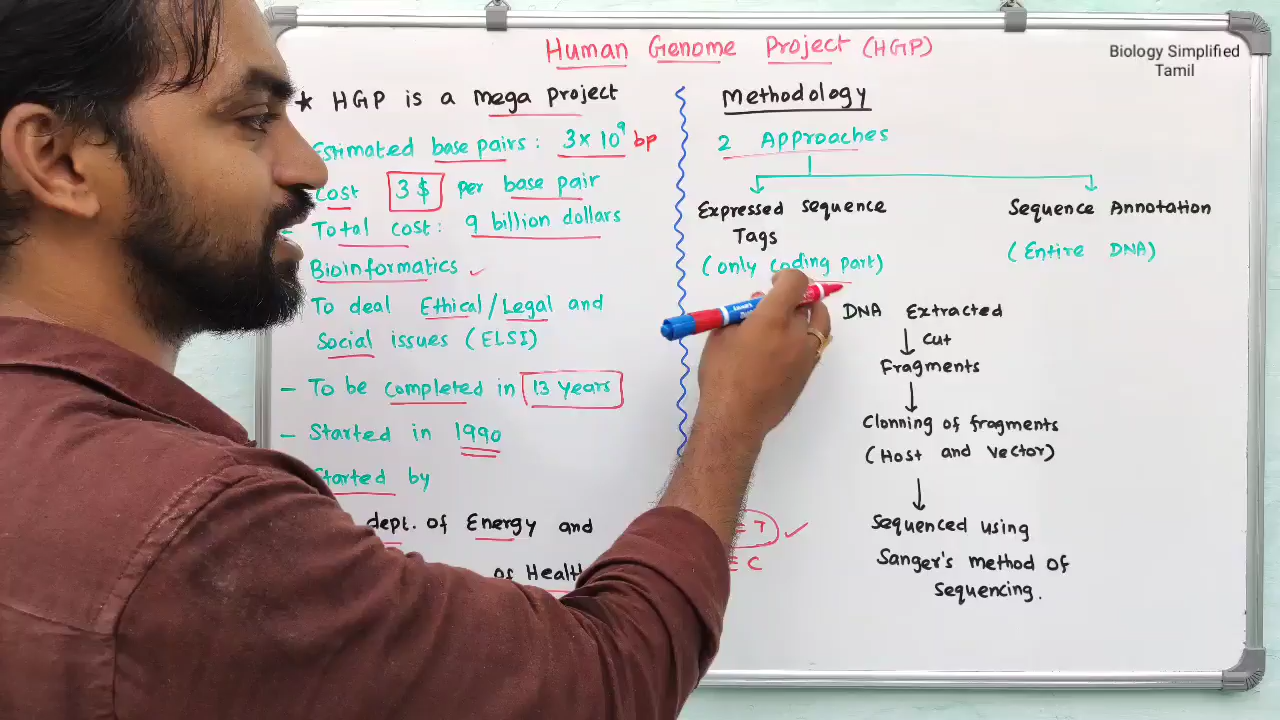 Human Genome Project (HGP)
Biology Simplified
Tamil
★ HGP is a mega project
Estimated base pairs : 3 × 10⁹ bp
cost 3 $ per base pair
- Total cost : 9 billion dollars
Bioinformatics ✓
To deal Ethical / Legal and
Social issues (ELSI)
- To be completed in 13 years
- Started in 1990
Started by
dept. of Energy and
of Health
Methodology
2 Approaches
Expressed sequence
Tags
(only coding part)
Sequence Annotation
(Entire DNA)
DNA Extracted
↓ cut
Fragments
↓
Clonning of fragments
(Host and vector)
↓
Sequenced using
Sanger's method of
sequencing.
E T ✓
E C